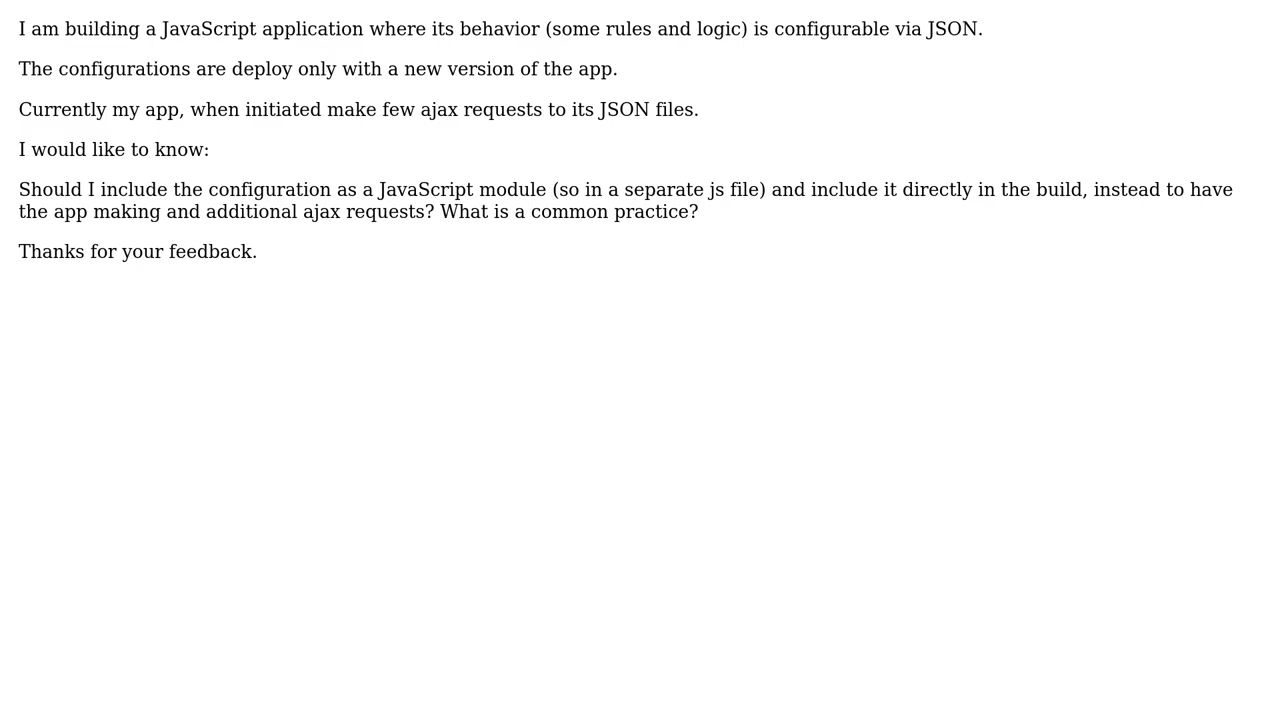 I am building a JavaScript application where its behavior (some rules and logic) is configurable via JSON.
The configurations are deploy only with a new version of the app.
Currently my app, when initiated make few ajax requests to its JSON files.
I would like to know:
Should I include the configuration as a JavaScript module (so in a separate js file) and include it directly in the build, instead to have
the app making and additional ajax requests? What is a common practice?
Thanks for your feedback.